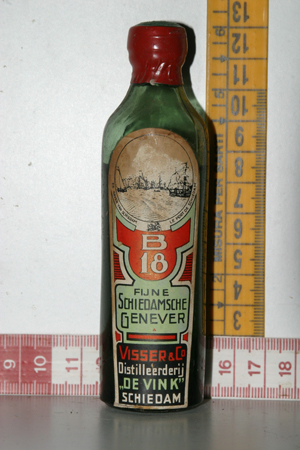 B
18
FIJNE
SCHIEDAMSCHE
GENEVER
VISSER & Co
Distilleerderij
„DE VINK"
SCHIEDAM
13
12
11
10
9
8
7
6
5
4
3
9
10
11
16
17
18